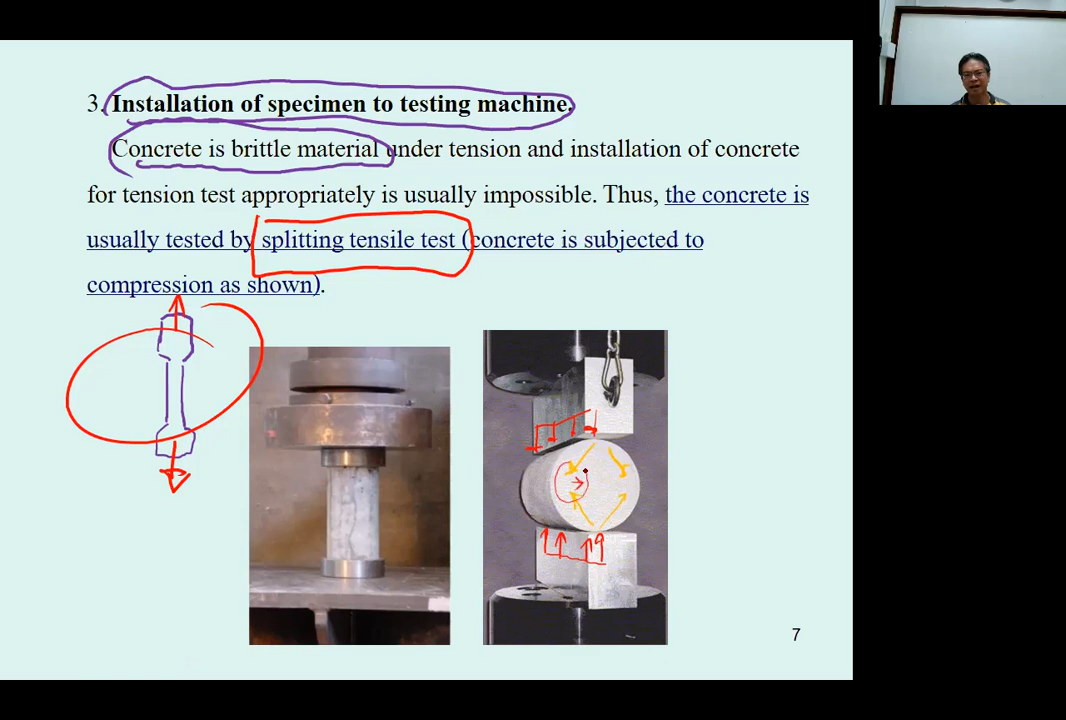 3. Installation of specimen to testing machine.
Concrete is brittle material under tension and installation of concrete
for tension test appropriately is usually impossible. Thus, the concrete is
usually tested by splitting tensile test (concrete is subjected to
compression as shown).
7